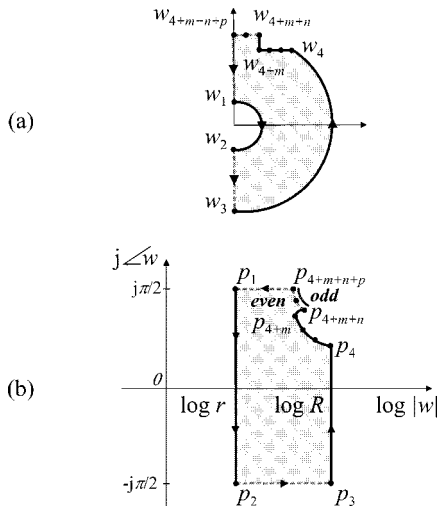 w4+m−n+p w4+m+n
w4
w4+m
w1
(a)
w2
w3
j∠w
p1 p4+m+n+p
jπ/2
even odd
p4+m p4+m+n
p4
(b)
0
log r log R log |w|
-jπ/2
p2 p3